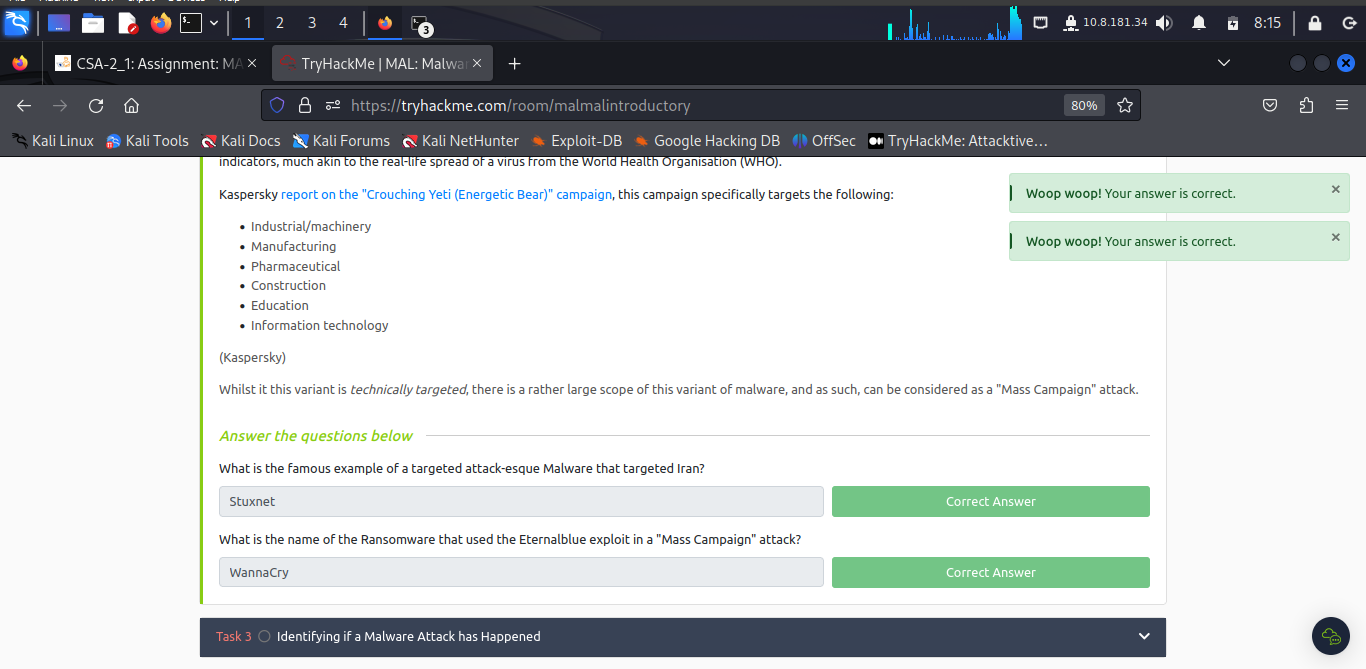 1 2 3 4 3 10.8.181.34 8:15
CSA-2_1: Assignment: MA TryHackMe | MAL: Malwar
https://tryhackme.com/room/malmalintroductory 80%
Kali Linux Kali Tools Kali Docs Kali Forums Kali NetHunter Exploit-DB Google Hacking DB OffSec TryHackMe: Attacktive…
indicators, much akin to the real-life spread of a virus from the World Health Organisation (WHO).
Woop woop! Your answer is correct.
Kaspersky report on the "Crouching Yeti (Energetic Bear)" campaign, this campaign specifically targets the following:
Industrial/machinery
Woop woop! Your answer is correct.
Manufacturing
Pharmaceutical
Construction
Education
Information technology
(Kaspersky)
Whilst it this variant is technically targeted, there is a rather large scope of this variant of malware, and as such, can be considered as a "Mass Campaign" attack.
Answer the questions below
What is the famous example of a targeted attack-esque Malware that targeted Iran?
Stuxnet Correct Answer
What is the name of the Ransomware that used the Eternalblue exploit in a "Mass Campaign" attack?
WannaCry Correct Answer
Task 3 Identifying if a Malware Attack has Happened